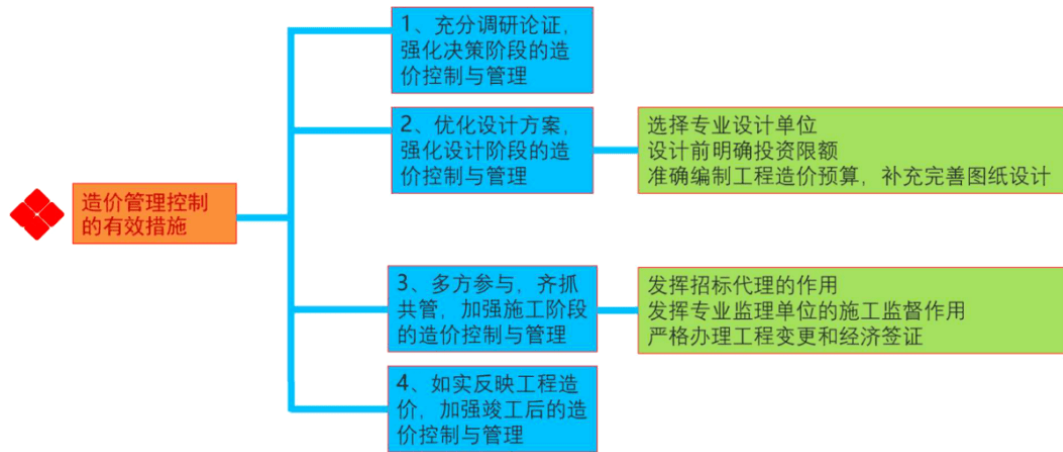 1、充分调研论证,
强化决策阶段的造
价控制与管理
2、优化设计方案,
强化设计阶段的造
价控制与管理
选择专业设计单位
设计前明确投资限额
准确编制工程造价预算, 补充完善图纸设计
造价管理控制
的有效措施
3、多方参与, 齐抓
共管, 加强施工阶段
的造价控制与管理
发挥招标代理的作用
发挥专业监理单位的施工监督作用
严格办理工程变更和经济签证
4、如实反映工程造
价, 加强竣工后的造
价控制与管理